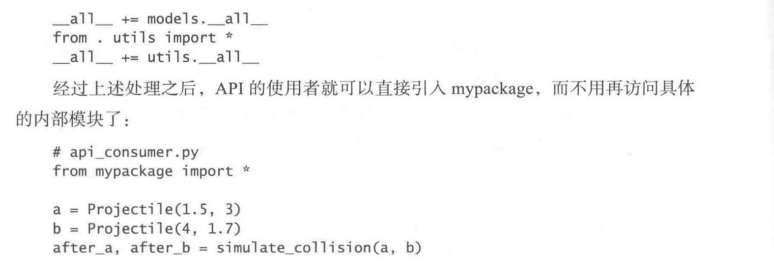 __all__ += models.__all__
from . utils import *
__all__ += utils.__all__
经过上述处理之后，API 的使用者就可以直接引入 mypackage，而不用再访问具体
的内部模块了：
# api_consumer.py
from mypackage import *
a = Projectile(1.5, 3)
b = Projectile(4, 1.7)
after_a, after_b = simulate_collision(a, b)